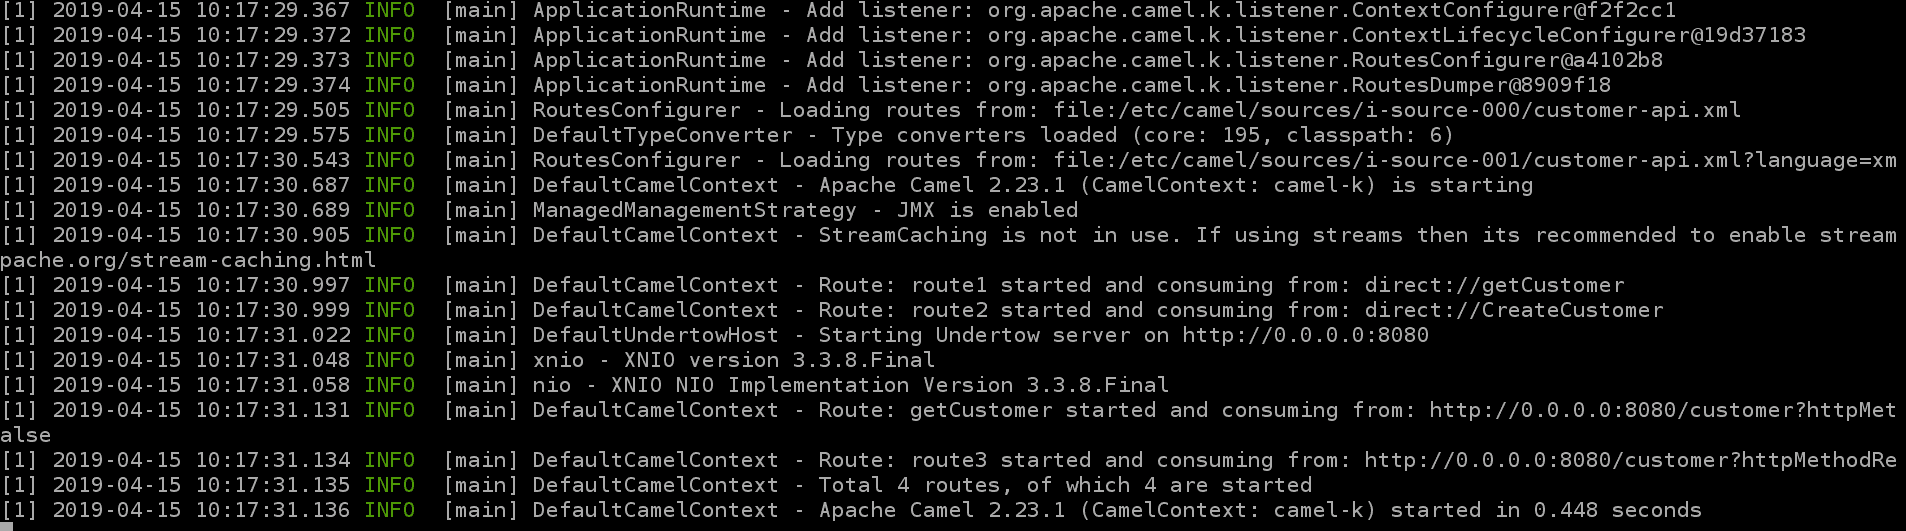 [1] 2019-04-15 10:17:29.367 INFO  [main] ApplicationRuntime - Add listener: org.apache.camel.k.listener.ContextConfigurer@f2f2cc1
[1] 2019-04-15 10:17:29.372 INFO  [main] ApplicationRuntime - Add listener: org.apache.camel.k.listener.ContextLifecycleConfigurer@19d37183
[1] 2019-04-15 10:17:29.373 INFO  [main] ApplicationRuntime - Add listener: org.apache.camel.k.listener.RoutesConfigurer@a4102b8
[1] 2019-04-15 10:17:29.374 INFO  [main] ApplicationRuntime - Add listener: org.apache.camel.k.listener.RoutesDumper@8909f18
[1] 2019-04-15 10:17:29.505 INFO  [main] RoutesConfigurer - Loading routes from: file:/etc/camel/sources/i-source-000/customer-api.xml
[1] 2019-04-15 10:17:29.575 INFO  [main] DefaultTypeConverter - Type converters loaded (core: 195, classpath: 6)
[1] 2019-04-15 10:17:30.543 INFO  [main] RoutesConfigurer - Loading routes from: file:/etc/camel/sources/i-source-001/customer-api.xml?language=xm
[1] 2019-04-15 10:17:30.687 INFO  [main] DefaultCamelContext - Apache Camel 2.23.1 (CamelContext: camel-k) is starting
[1] 2019-04-15 10:17:30.689 INFO  [main] ManagedManagementStrategy - JMX is enabled
[1] 2019-04-15 10:17:30.905 INFO  [main] DefaultCamelContext - StreamCaching is not in use. If using streams then its recommended to enable stream
pache.org/stream-caching.html
[1] 2019-04-15 10:17:30.997 INFO  [main] DefaultCamelContext - Route: route1 started and consuming from: direct://getCustomer
[1] 2019-04-15 10:17:30.999 INFO  [main] DefaultCamelContext - Route: route2 started and consuming from: direct://CreateCustomer
[1] 2019-04-15 10:17:31.022 INFO  [main] DefaultUndertowHost - Starting Undertow server on http://0.0.0.0:8080
[1] 2019-04-15 10:17:31.048 INFO  [main] xnio - XNIO version 3.3.8.Final
[1] 2019-04-15 10:17:31.058 INFO  [main] nio - XNIO NIO Implementation Version 3.3.8.Final
[1] 2019-04-15 10:17:31.131 INFO  [main] DefaultCamelContext - Route: getCustomer started and consuming from: http://0.0.0.0:8080/customer?httpMet
alse
[1] 2019-04-15 10:17:31.134 INFO  [main] DefaultCamelContext - Route: route3 started and consuming from: http://0.0.0.0:8080/customer?httpMethodRe
[1] 2019-04-15 10:17:31.135 INFO  [main] DefaultCamelContext - Total 4 routes, of which 4 are started
[1] 2019-04-15 10:17:31.136 INFO  [main] DefaultCamelContext - Apache Camel 2.23.1 (CamelContext: camel-k) started in 0.448 seconds